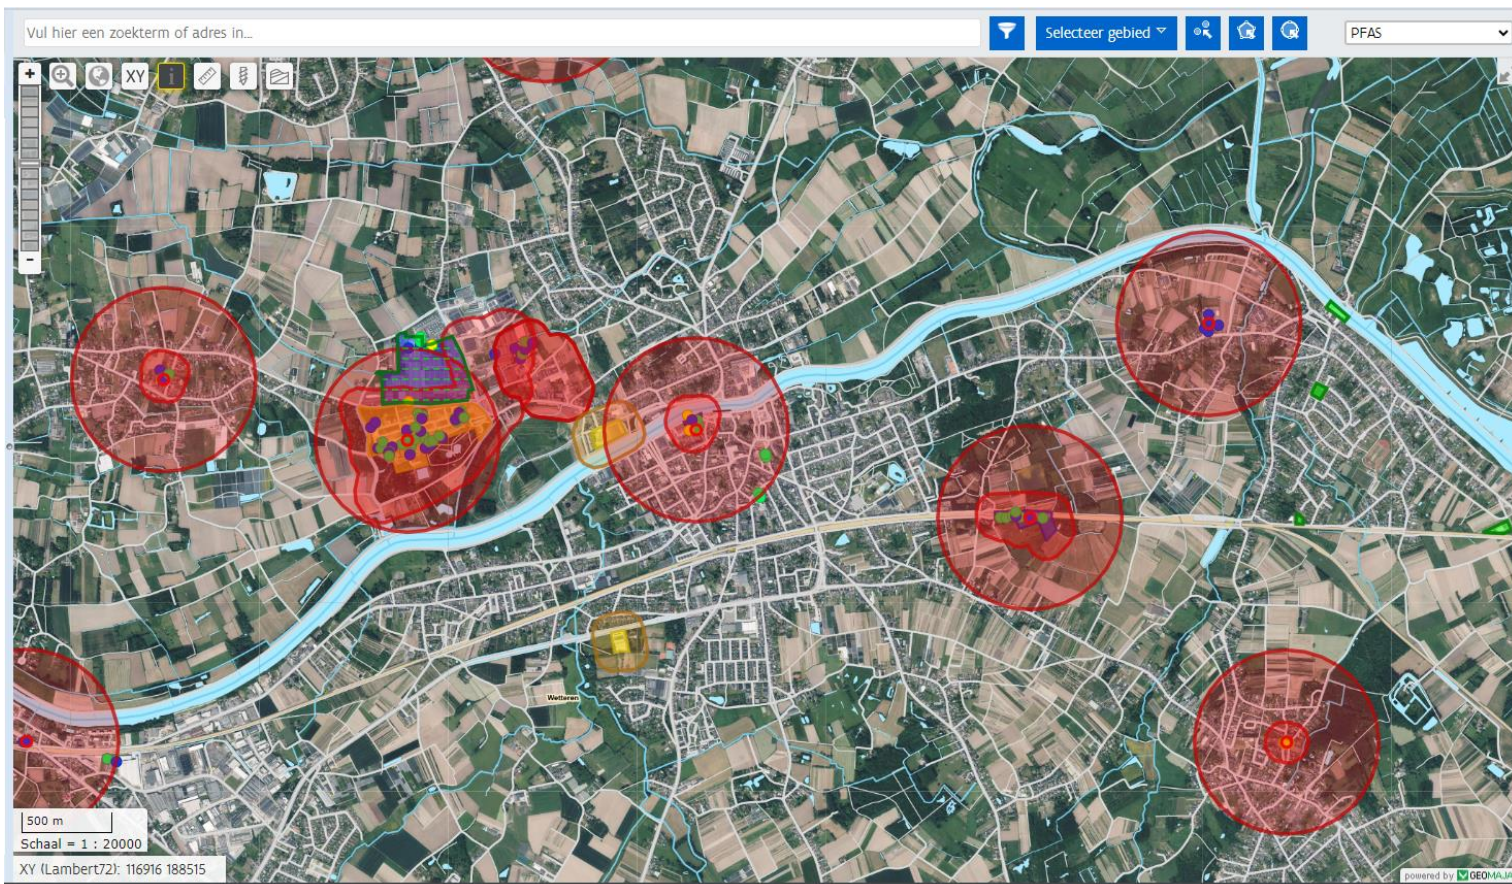 Vul hier een zoekterm of adres in...
Selecteer gebied
PFAS
+
XY
i
-
Wetteren
500 m
Schaal = 1 : 20000
XY (Lambert72): 116916 188515
powered by GEOMAJAS